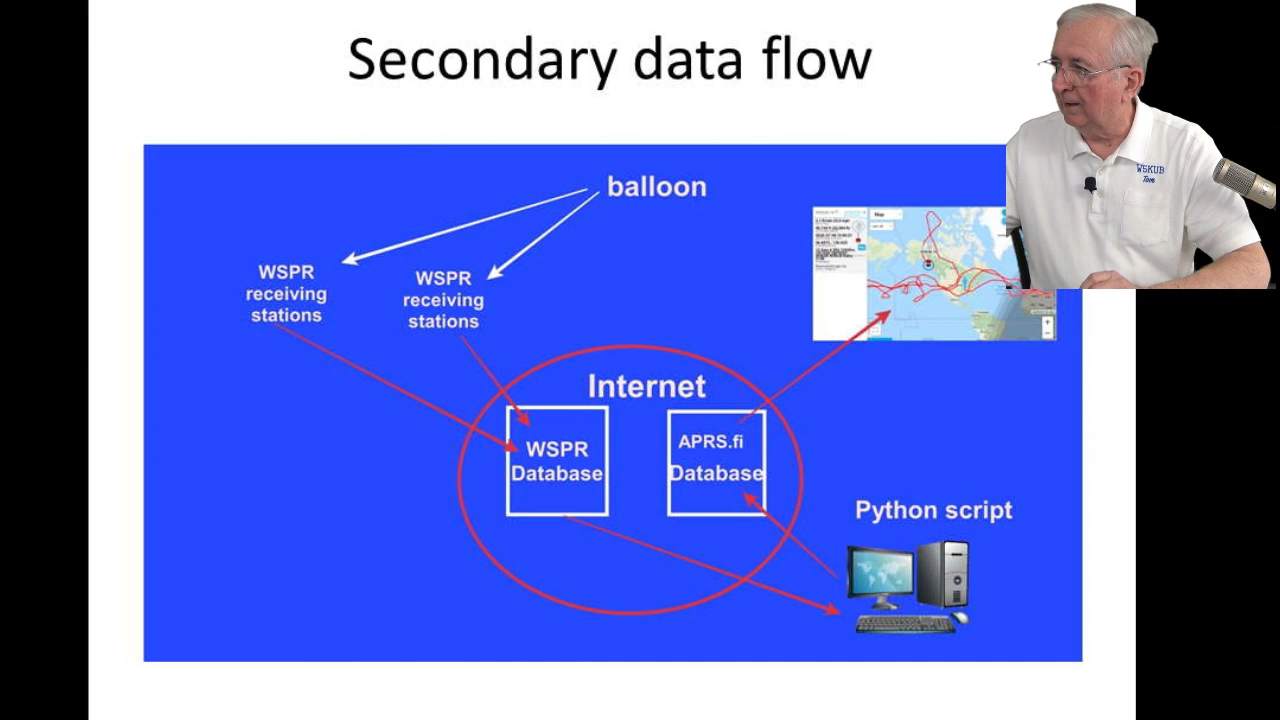 Secondary data flow
W5KUB
Tom
balloon
Map
WSPR
receiving
stations
WSPR
receiving
stations
Internet
WSPR
Database
APRS.fi
Database
Python script